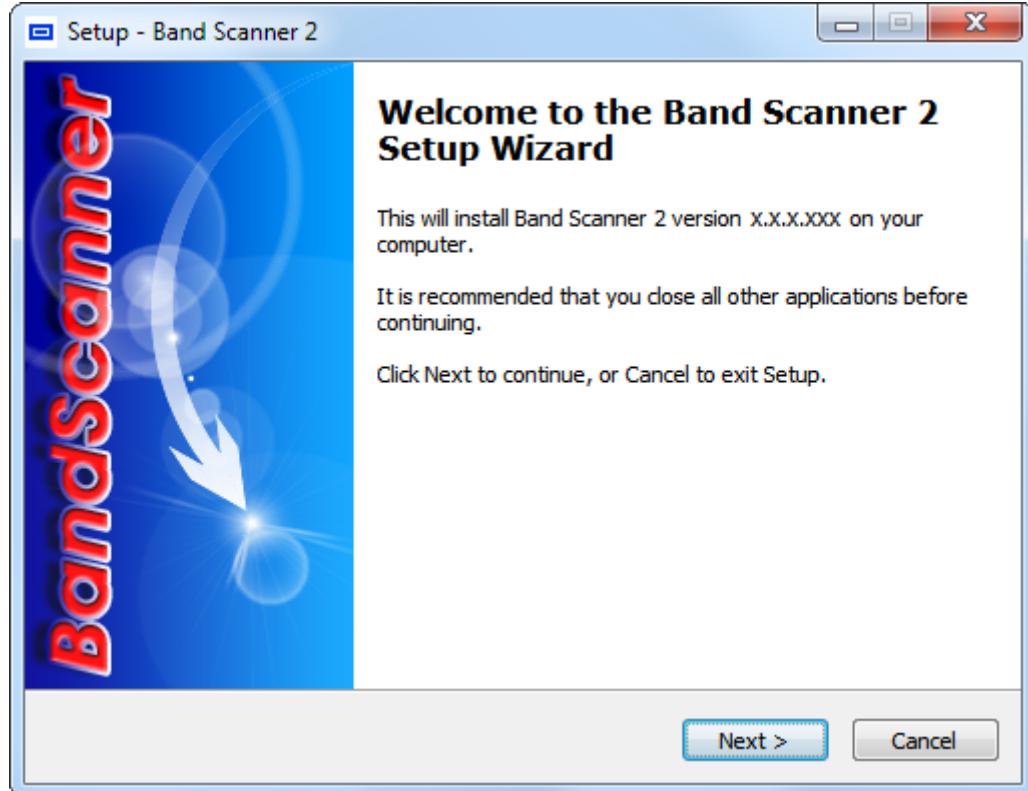 Setup - Band Scanner 2
BandScanner
Welcome to the Band Scanner 2
Setup Wizard
This will install Band Scanner 2 version X.X.X.XXX on your
computer.
It is recommended that you close all other applications before
continuing.
Click Next to continue, or Cancel to exit Setup.
Next >
Cancel